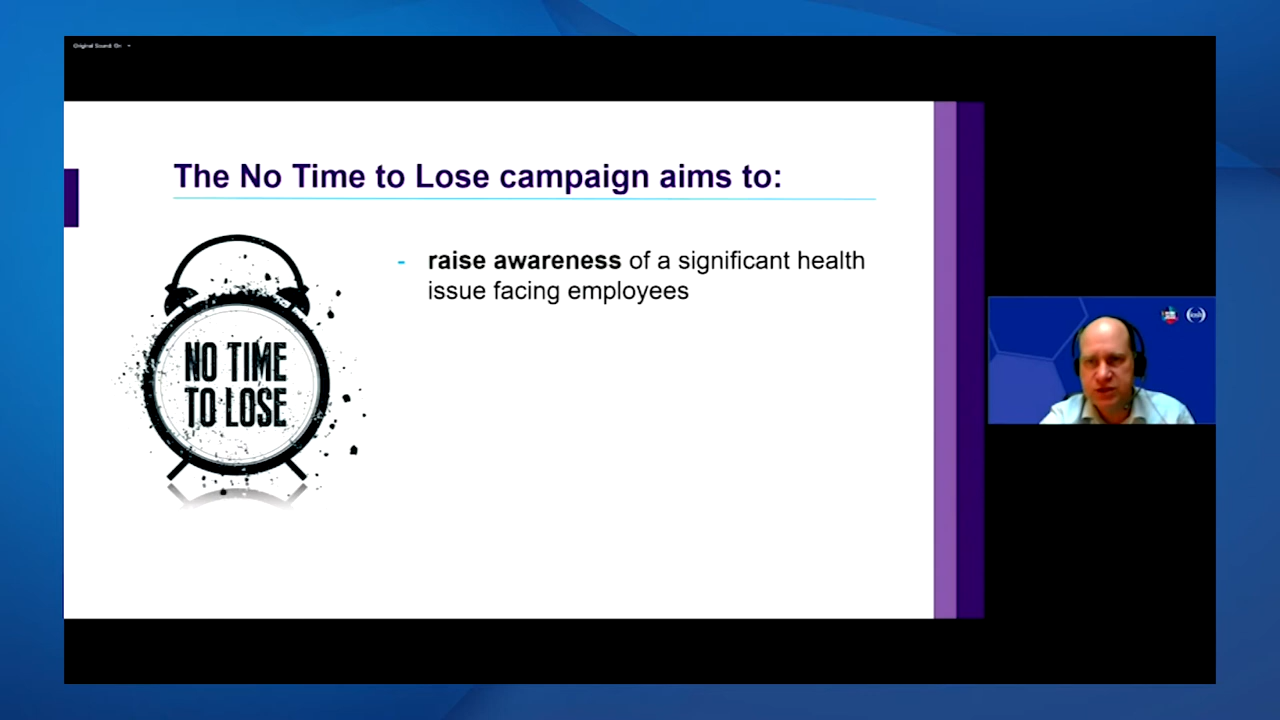 Original Sound: On
The No Time to Lose campaign aims to:
- raise awareness of a significant health
issue facing employees
NO TIME
TO LOSE